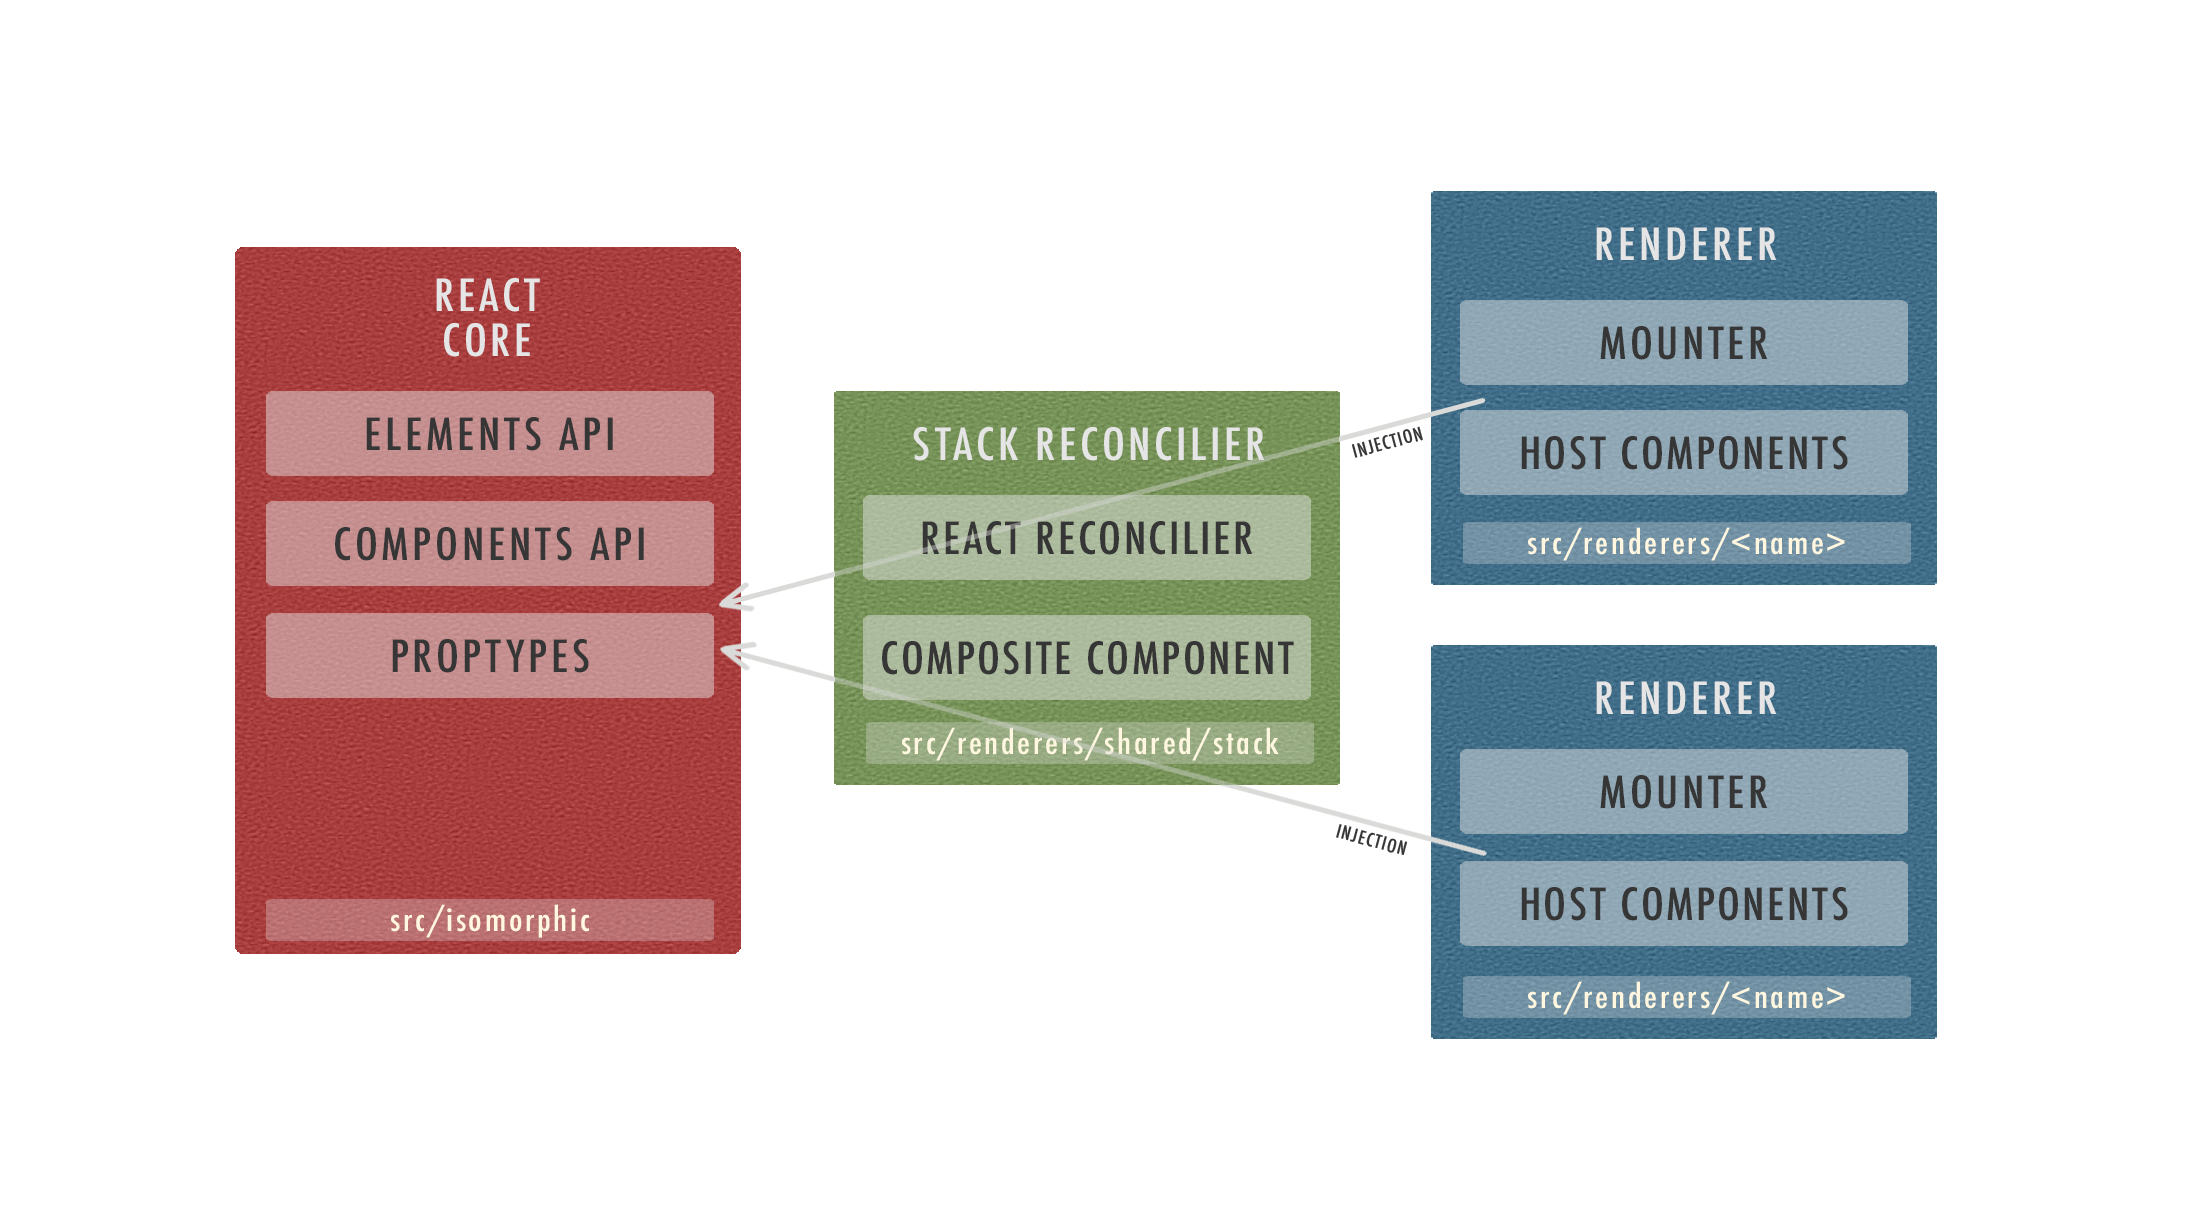 REACT
CORE
ELEMENTS API
COMPONENTS API
PROPTYPES
src/isomorphic
STACK RECONCILIER
REACT RECONCILIER
COMPOSITE COMPONENT
src/renderers/shared/stack
INJECTION
INJECTION
RENDERER
MOUNTER
HOST COMPONENTS
src/renderers/<name>
RENDERER
MOUNTER
HOST COMPONENTS
src/renderers/<name>